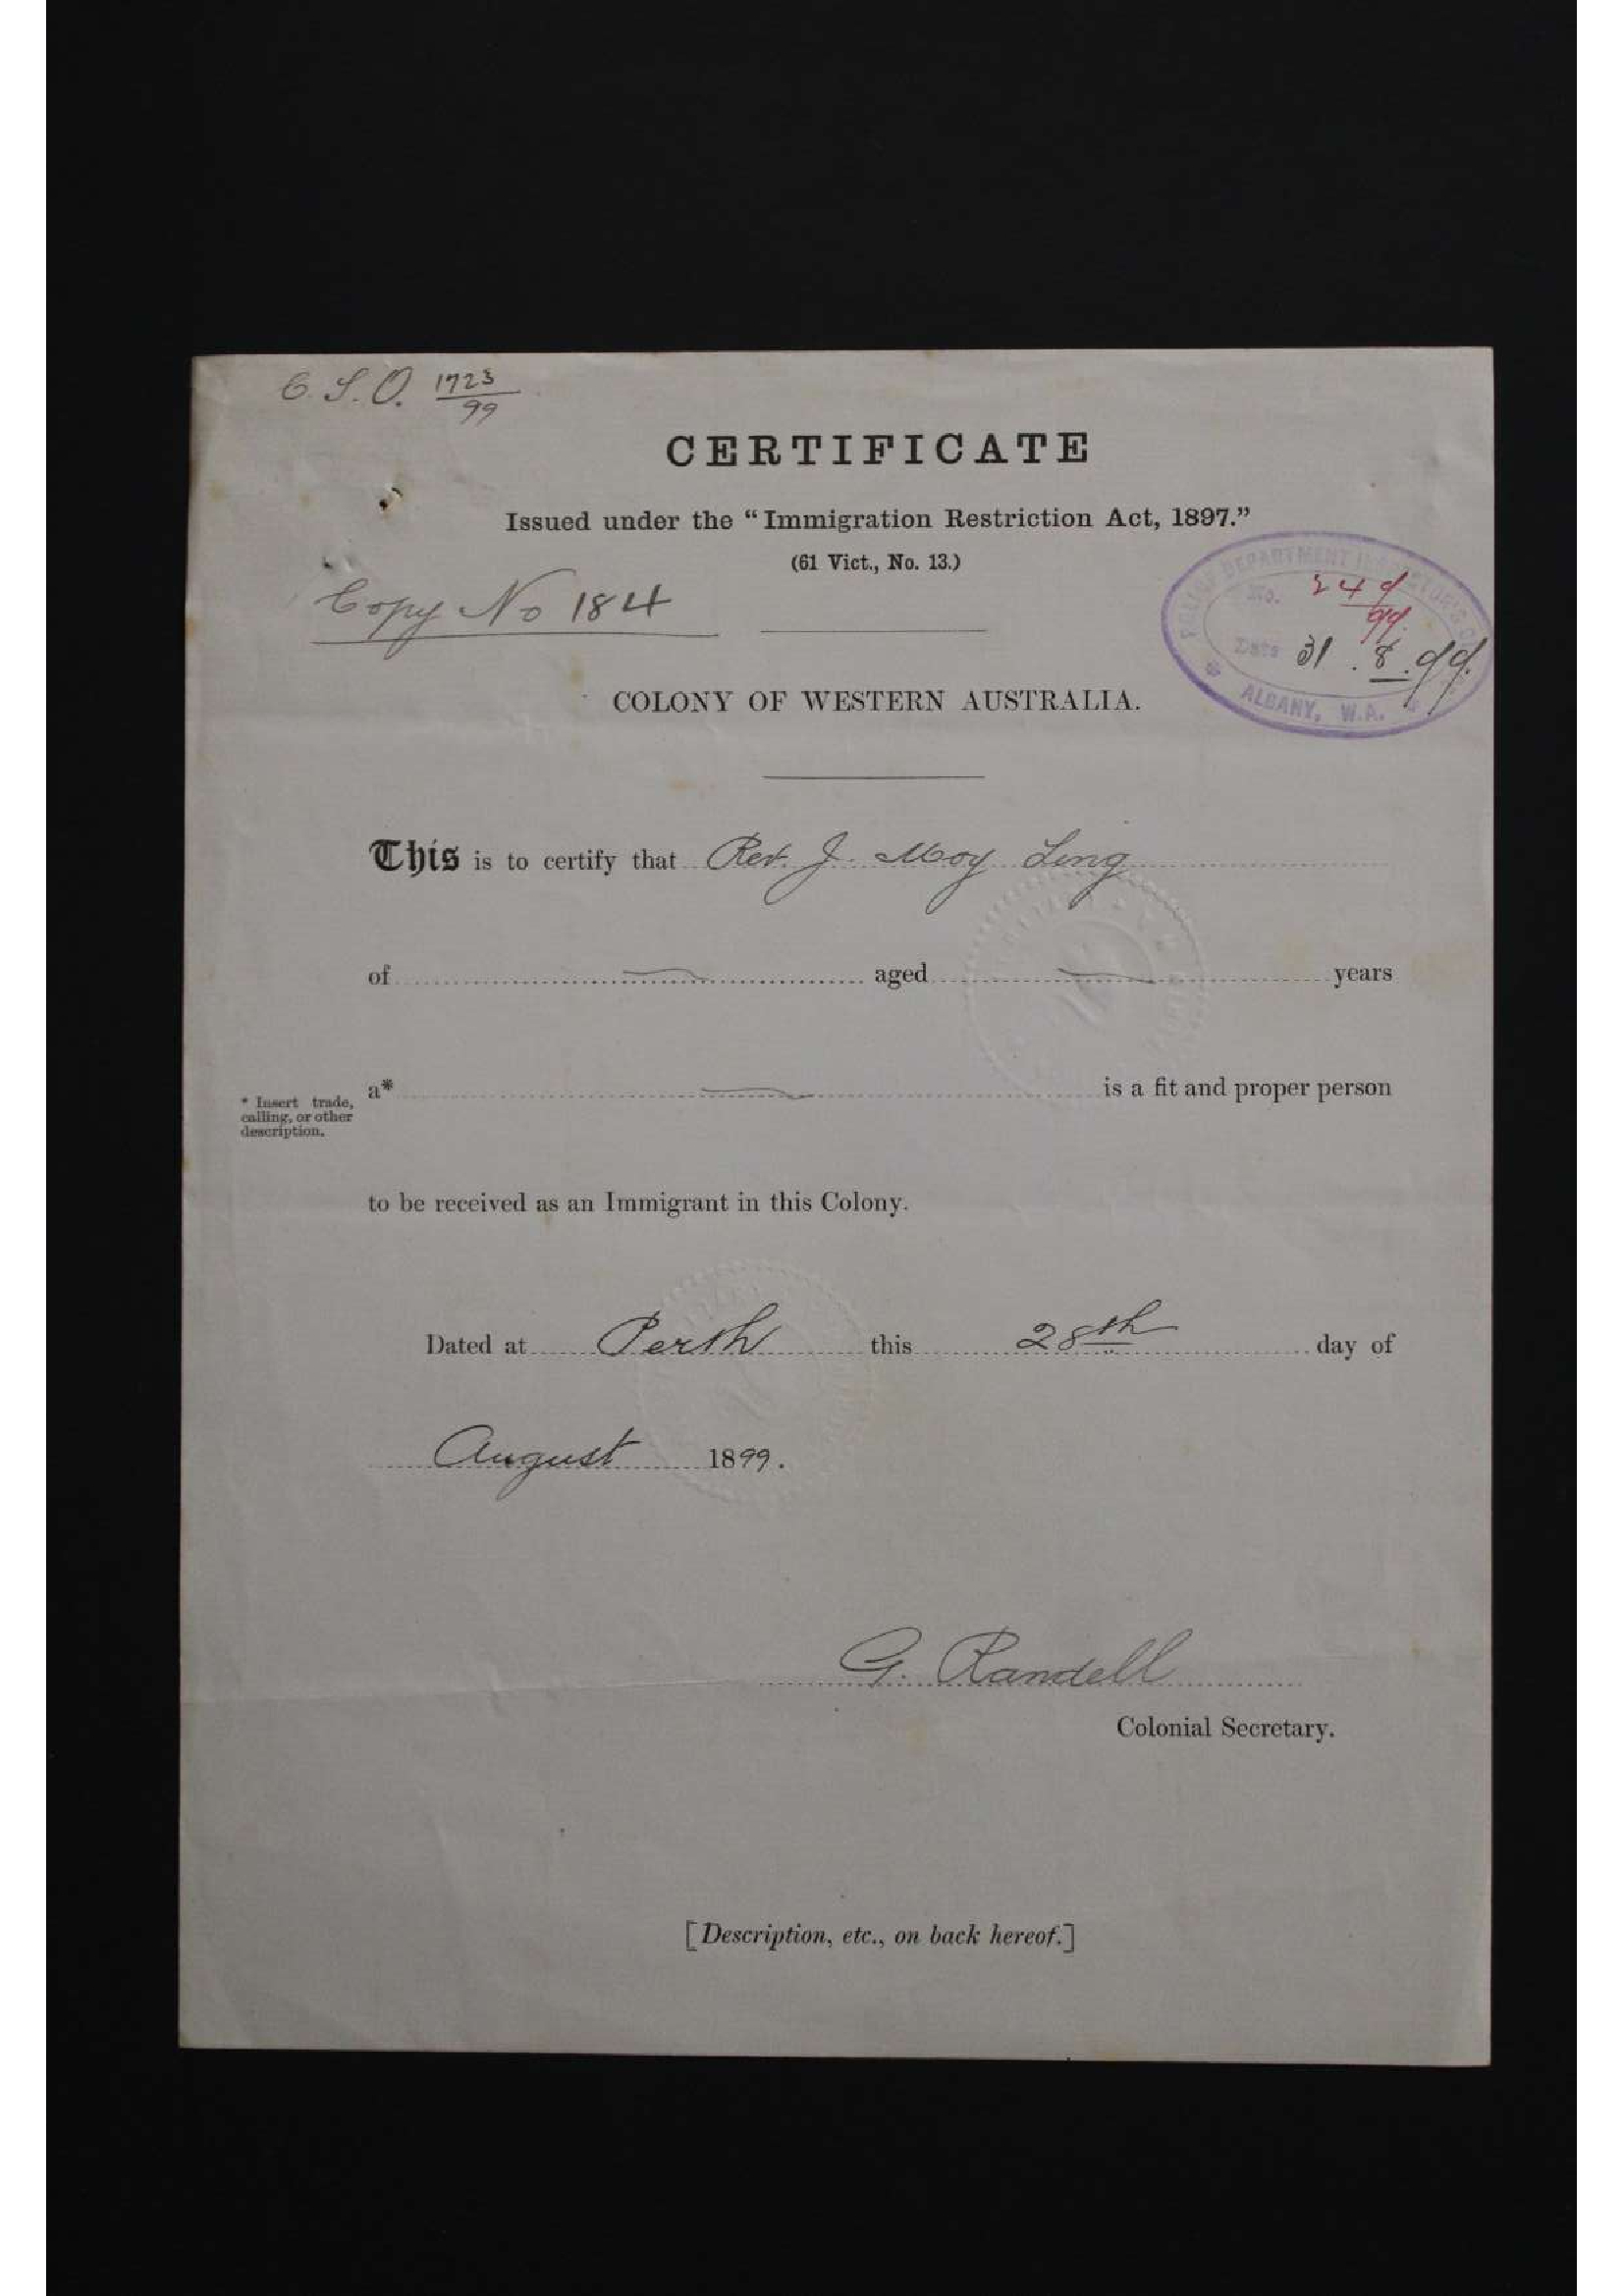 C.S.O. 1723/99
CERTIFICATE
Issued under the “Immigration Restriction Act, 1897.”
(61 Vict., No. 13.)
Copy No 184
POLICE DEPARTMENT
No. 249/99.
Date 31.8.99.
ALBANY, W.A.
COLONY OF WESTERN AUSTRALIA.
This is to certify that Rev. J. Moy Ling
of aged years
a* is a fit and proper person
* Insert trade,
calling, or other
description.
to be received as an Immigrant in this Colony.
Dated at Perth this 28th day of
August 1899.
G. Randell
Colonial Secretary.
[Description, etc., on back hereof.]